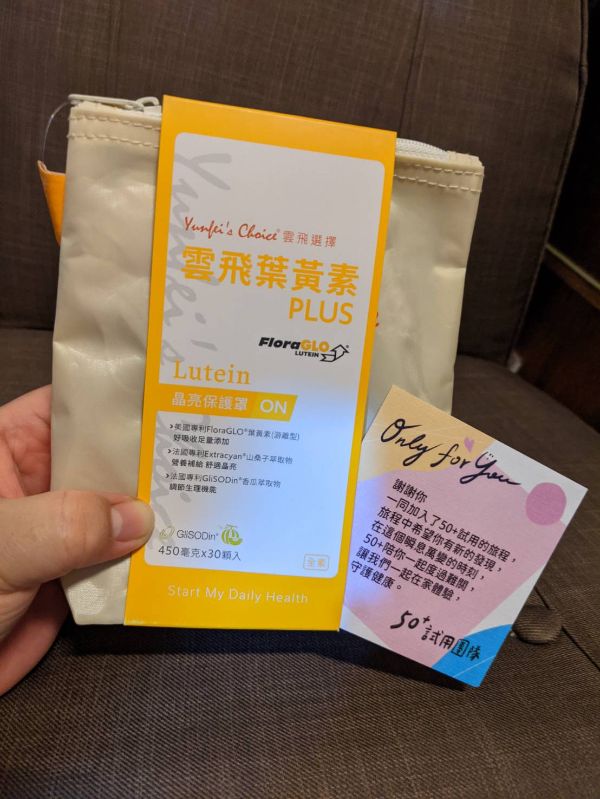 Yunfei's Choice® 雲飛選擇
雲飛葉黃素
PLUS
FloraGLO
LUTEIN
Lutein
晶亮保護罩 ON
›美國專利FloraGLO®葉黃素(游離型)
好吸收足量添加
›法國專利Extracyan®山桑子萃取物
營養補給 舒適晶亮
›法國專利GliSODin®香瓜萃取物
調節生理機能
GliSODin®
450毫克x30顆入
全素
Start My Daily Health
Yunfei's
Only for You
謝謝你
一同加入了50+試用的旅程，
旅程中希望你有新的發現，
在這個瞬息萬變的時刻，
50+陪你一起度過難關，
讓我們一起在家體驗，
守護健康。
50+試用團隊